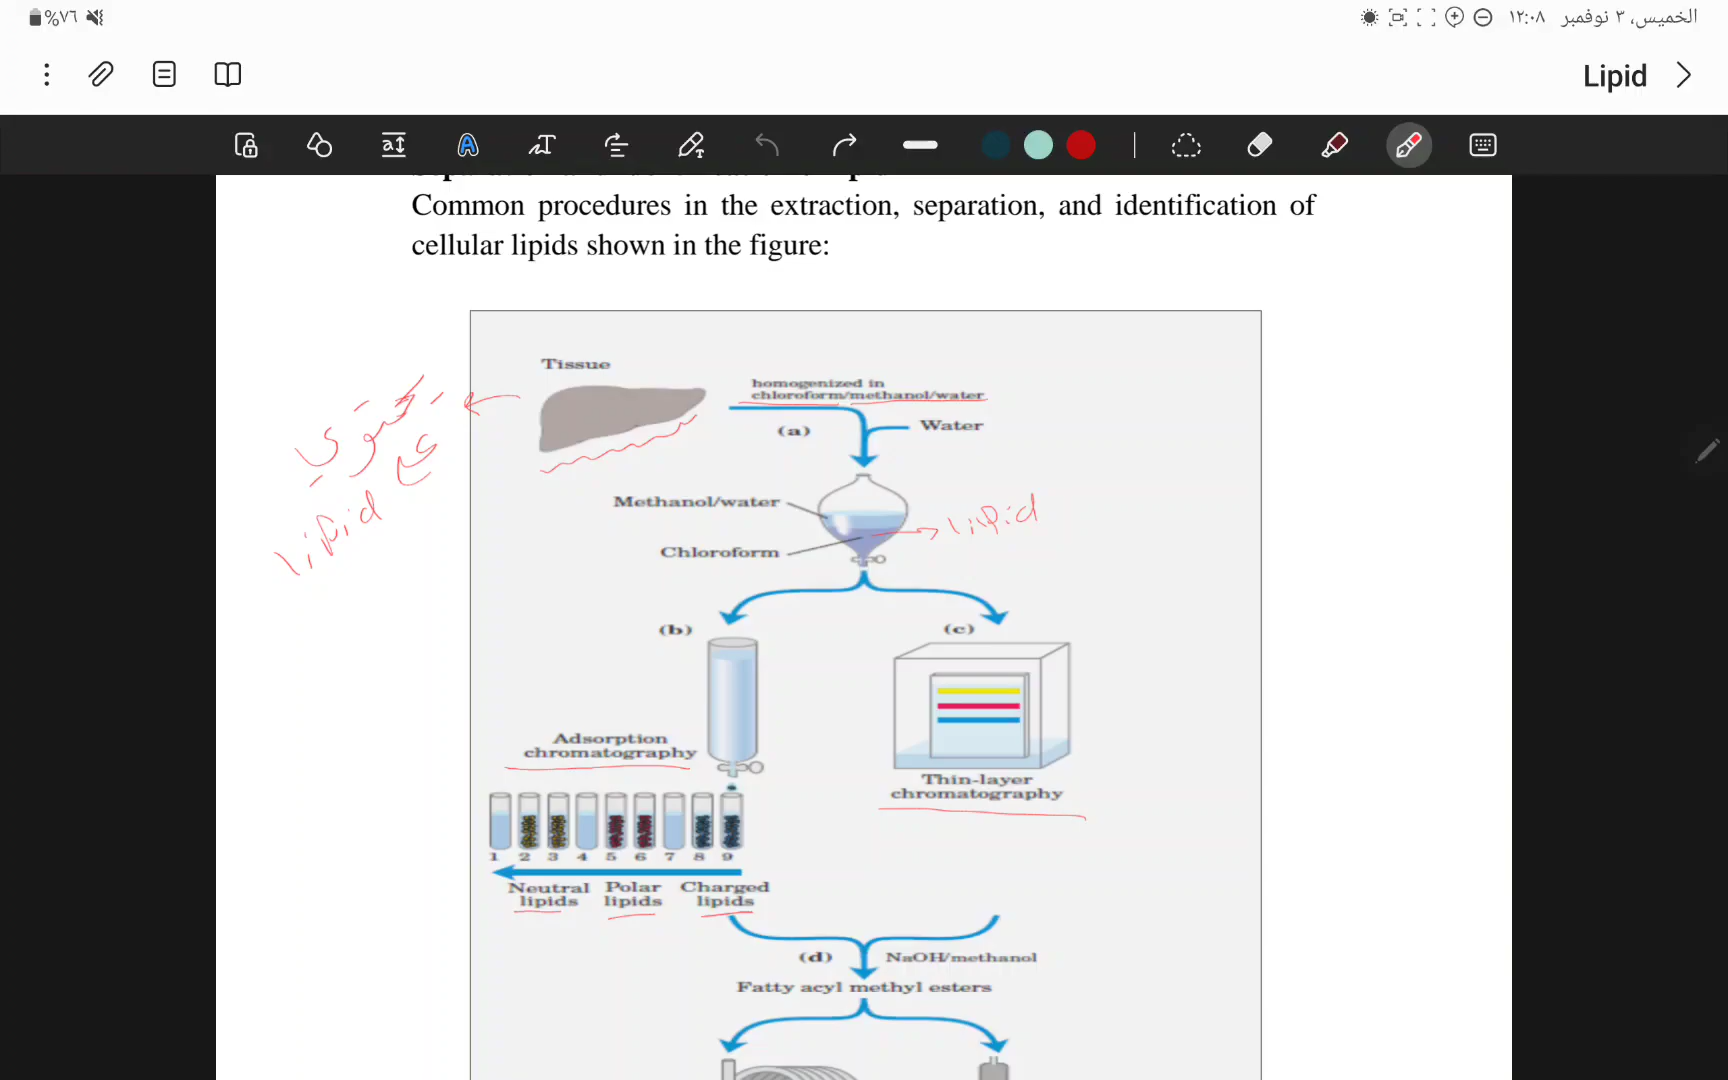 %٧٦
١٢:٠٨ الخميس، ٣ نوفمبر
Lipid
Common procedures in the extraction, separation, and identification of
cellular lipids shown in the figure:
Tissue
homogenized in
chloroform/methanol/water
(a)
Water
يحتوي
على
lipid
Methanol/water
lipid
Chloroform
(b)
(c)
Adsorption
chromatography
Thin-layer
chromatography
1 2 3 4 5 6 7 8 9
Neutral lipids
Polar lipids
Charged lipids
(d)
NaOH/methanol
Fatty acyl methyl esters